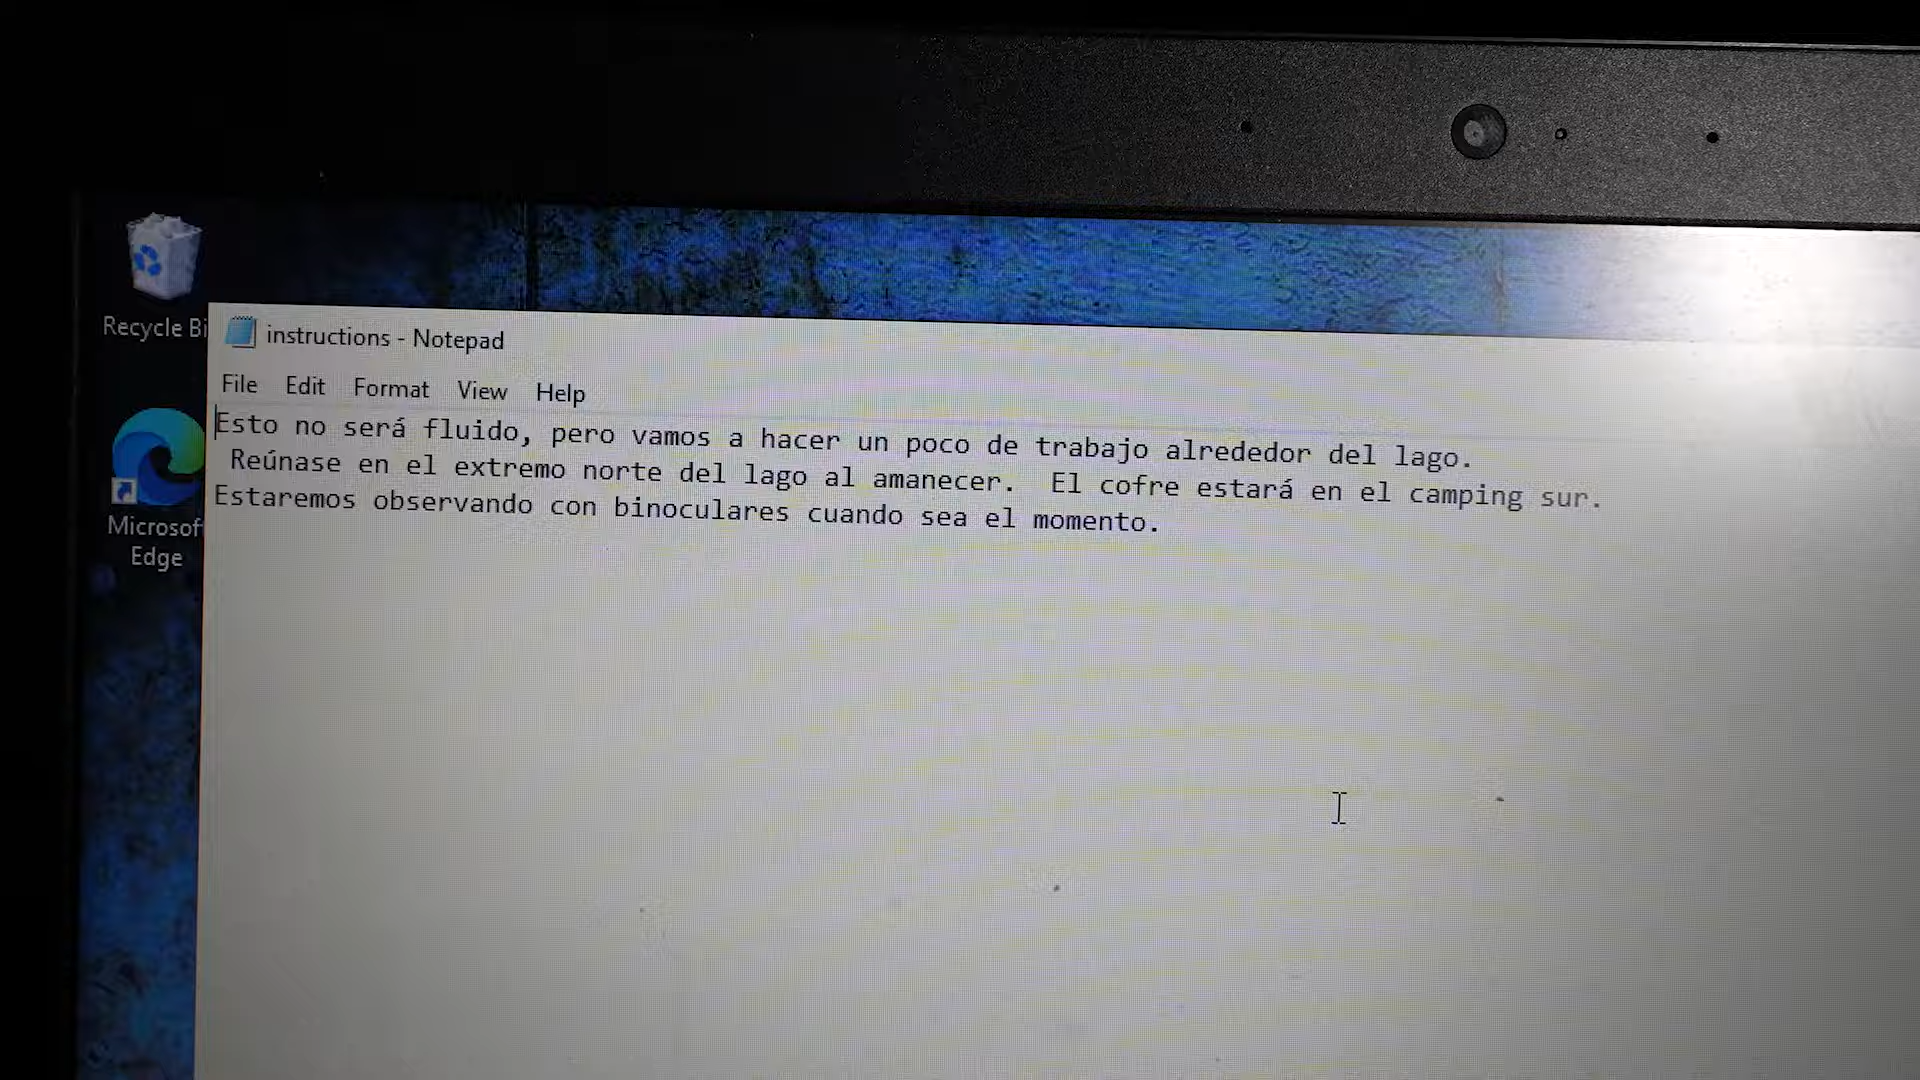 Recycle Bi
instructions - Notepad
File Edit Format View Help
Esto no será fluido, pero vamos a hacer un poco de trabajo alrededor del lago.
Reúnase en el extremo norte del lago al amanecer. El cofre estará en el camping sur.
Estaremos observando con binoculares cuando sea el momento.
Microsof
Edge